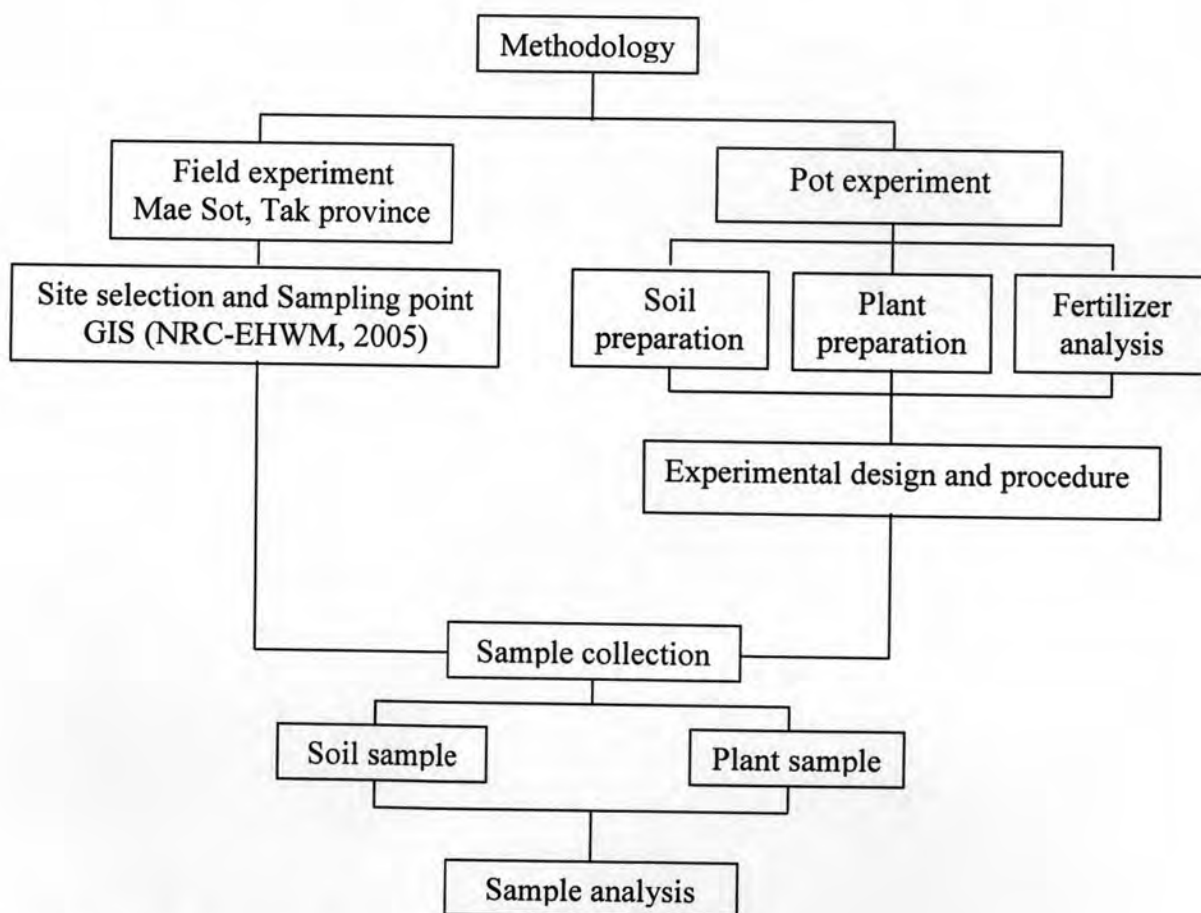 Methodology
Field experiment
Mae Sot, Tak province
Pot experiment
Site selection and Sampling point
GIS (NRC-EHWM, 2005)
Soil
preparation
Plant
preparation
Fertilizer
analysis
Experimental design and procedure
Sample collection
Soil sample
Plant sample
Sample analysis